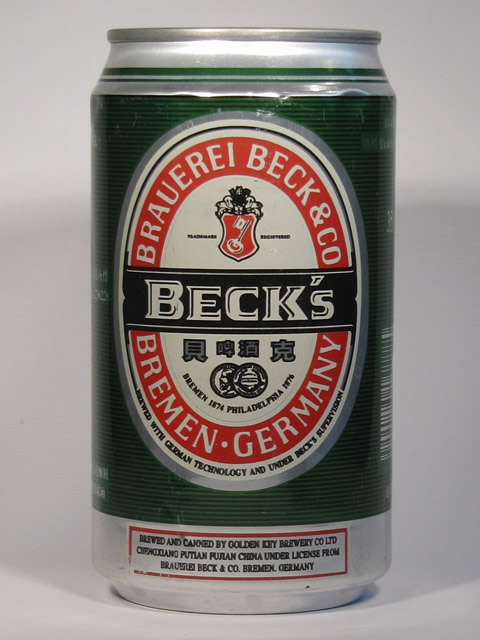 BRAUEREI BECK & CO
TRADEMARK REGISTERED
BECK's
貝 啤酒 克
BREMEN 1874 PHILADELPHIA 1876
BREMEN · GERMANY
BREWED WITH GERMAN TECHNOLOGY AND UNDER BECK'S SUPERVISION
BREWED AND CANNED BY GOLDEN KEY BREWERY CO LTD
CHENGXIANG PUTIAN FUJIAN CHINA UNDER LICENSE FROM
BRAUEREI BECK & CO. BREMEN, GERMANY